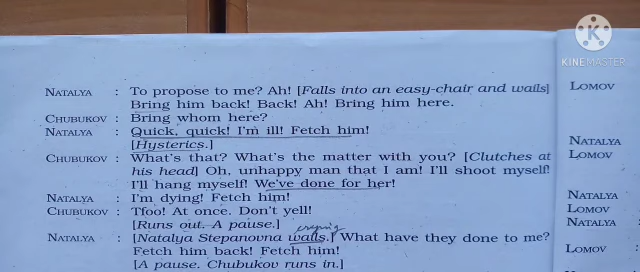 KINEMASTER
NATALYA : To propose to me? Ah! [Falls into an easy-chair and wails]
Bring him back! Back! Ah! Bring him here.
CHUBUKOV : Bring whom here?
NATALYA : Quick, quick! I'm ill! Fetch him!
[Hysterics.]
CHUBUKOV : What's that? What's the matter with you? [Clutches at
his head] Oh, unhappy man that I am! I'll shoot myself!
I'll hang myself! We've done for her!
NATALYA : I'm dying! Fetch him!
CHUBUKOV : Tfoo! At once. Don't yell!
[Runs out. A pause.]
NATALYA : [Natalya Stepanovna wails.] What have they done to me?
Fetch him back! Fetch him!
[A pause. Chubukov runs in.]
LOMOV
NATALYA
LOMOV
NATALYA
LOMOV
NATALYA :
LOMOV :